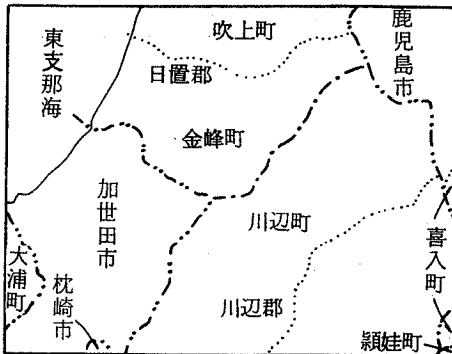 吹上町
鹿児島市
東支那海
日置郡
金峰町
加世田市
川辺町
喜入町
大浦町
枕崎市
川辺郡
頴娃町